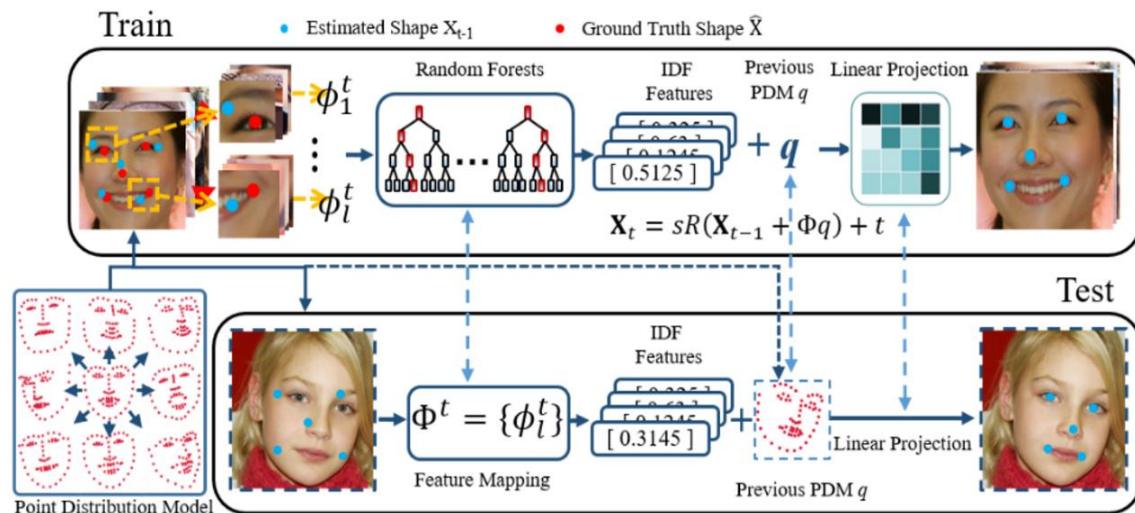 Train
Estimated Shape X_{t-1}
Ground Truth Shape X̂
Random Forests
IDF
Features
Previous
PDM q
Linear Projection
ϕ_1^t
⋮
ϕ_l^t
...
[ 0.5125 ]
+ q
X_t = sR(X_{t-1} + Φq) + t
Test
IDF
Features
Φ^t = {ϕ_l^t}
[ 0.3145 ]
+
Linear Projection
Feature Mapping
Previous PDM q
Point Distribution Model